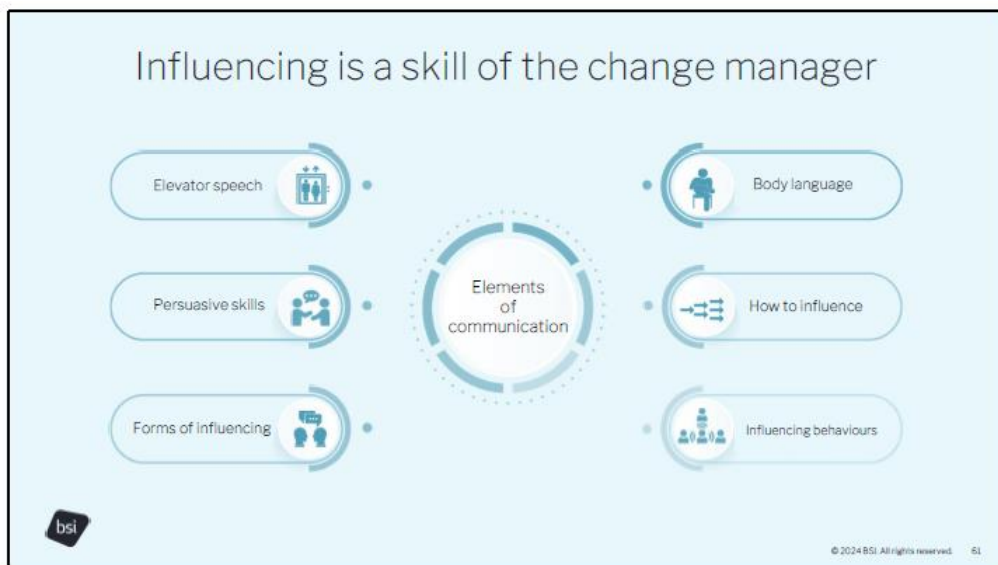 Influencing is a skill of the change manager
Elevator speech
Persuasive skills
Forms of influencing
Elements
of
communication
Body language
How to influence
Influencing behaviours
bsi
© 2024 BSI. All rights reserved. 61